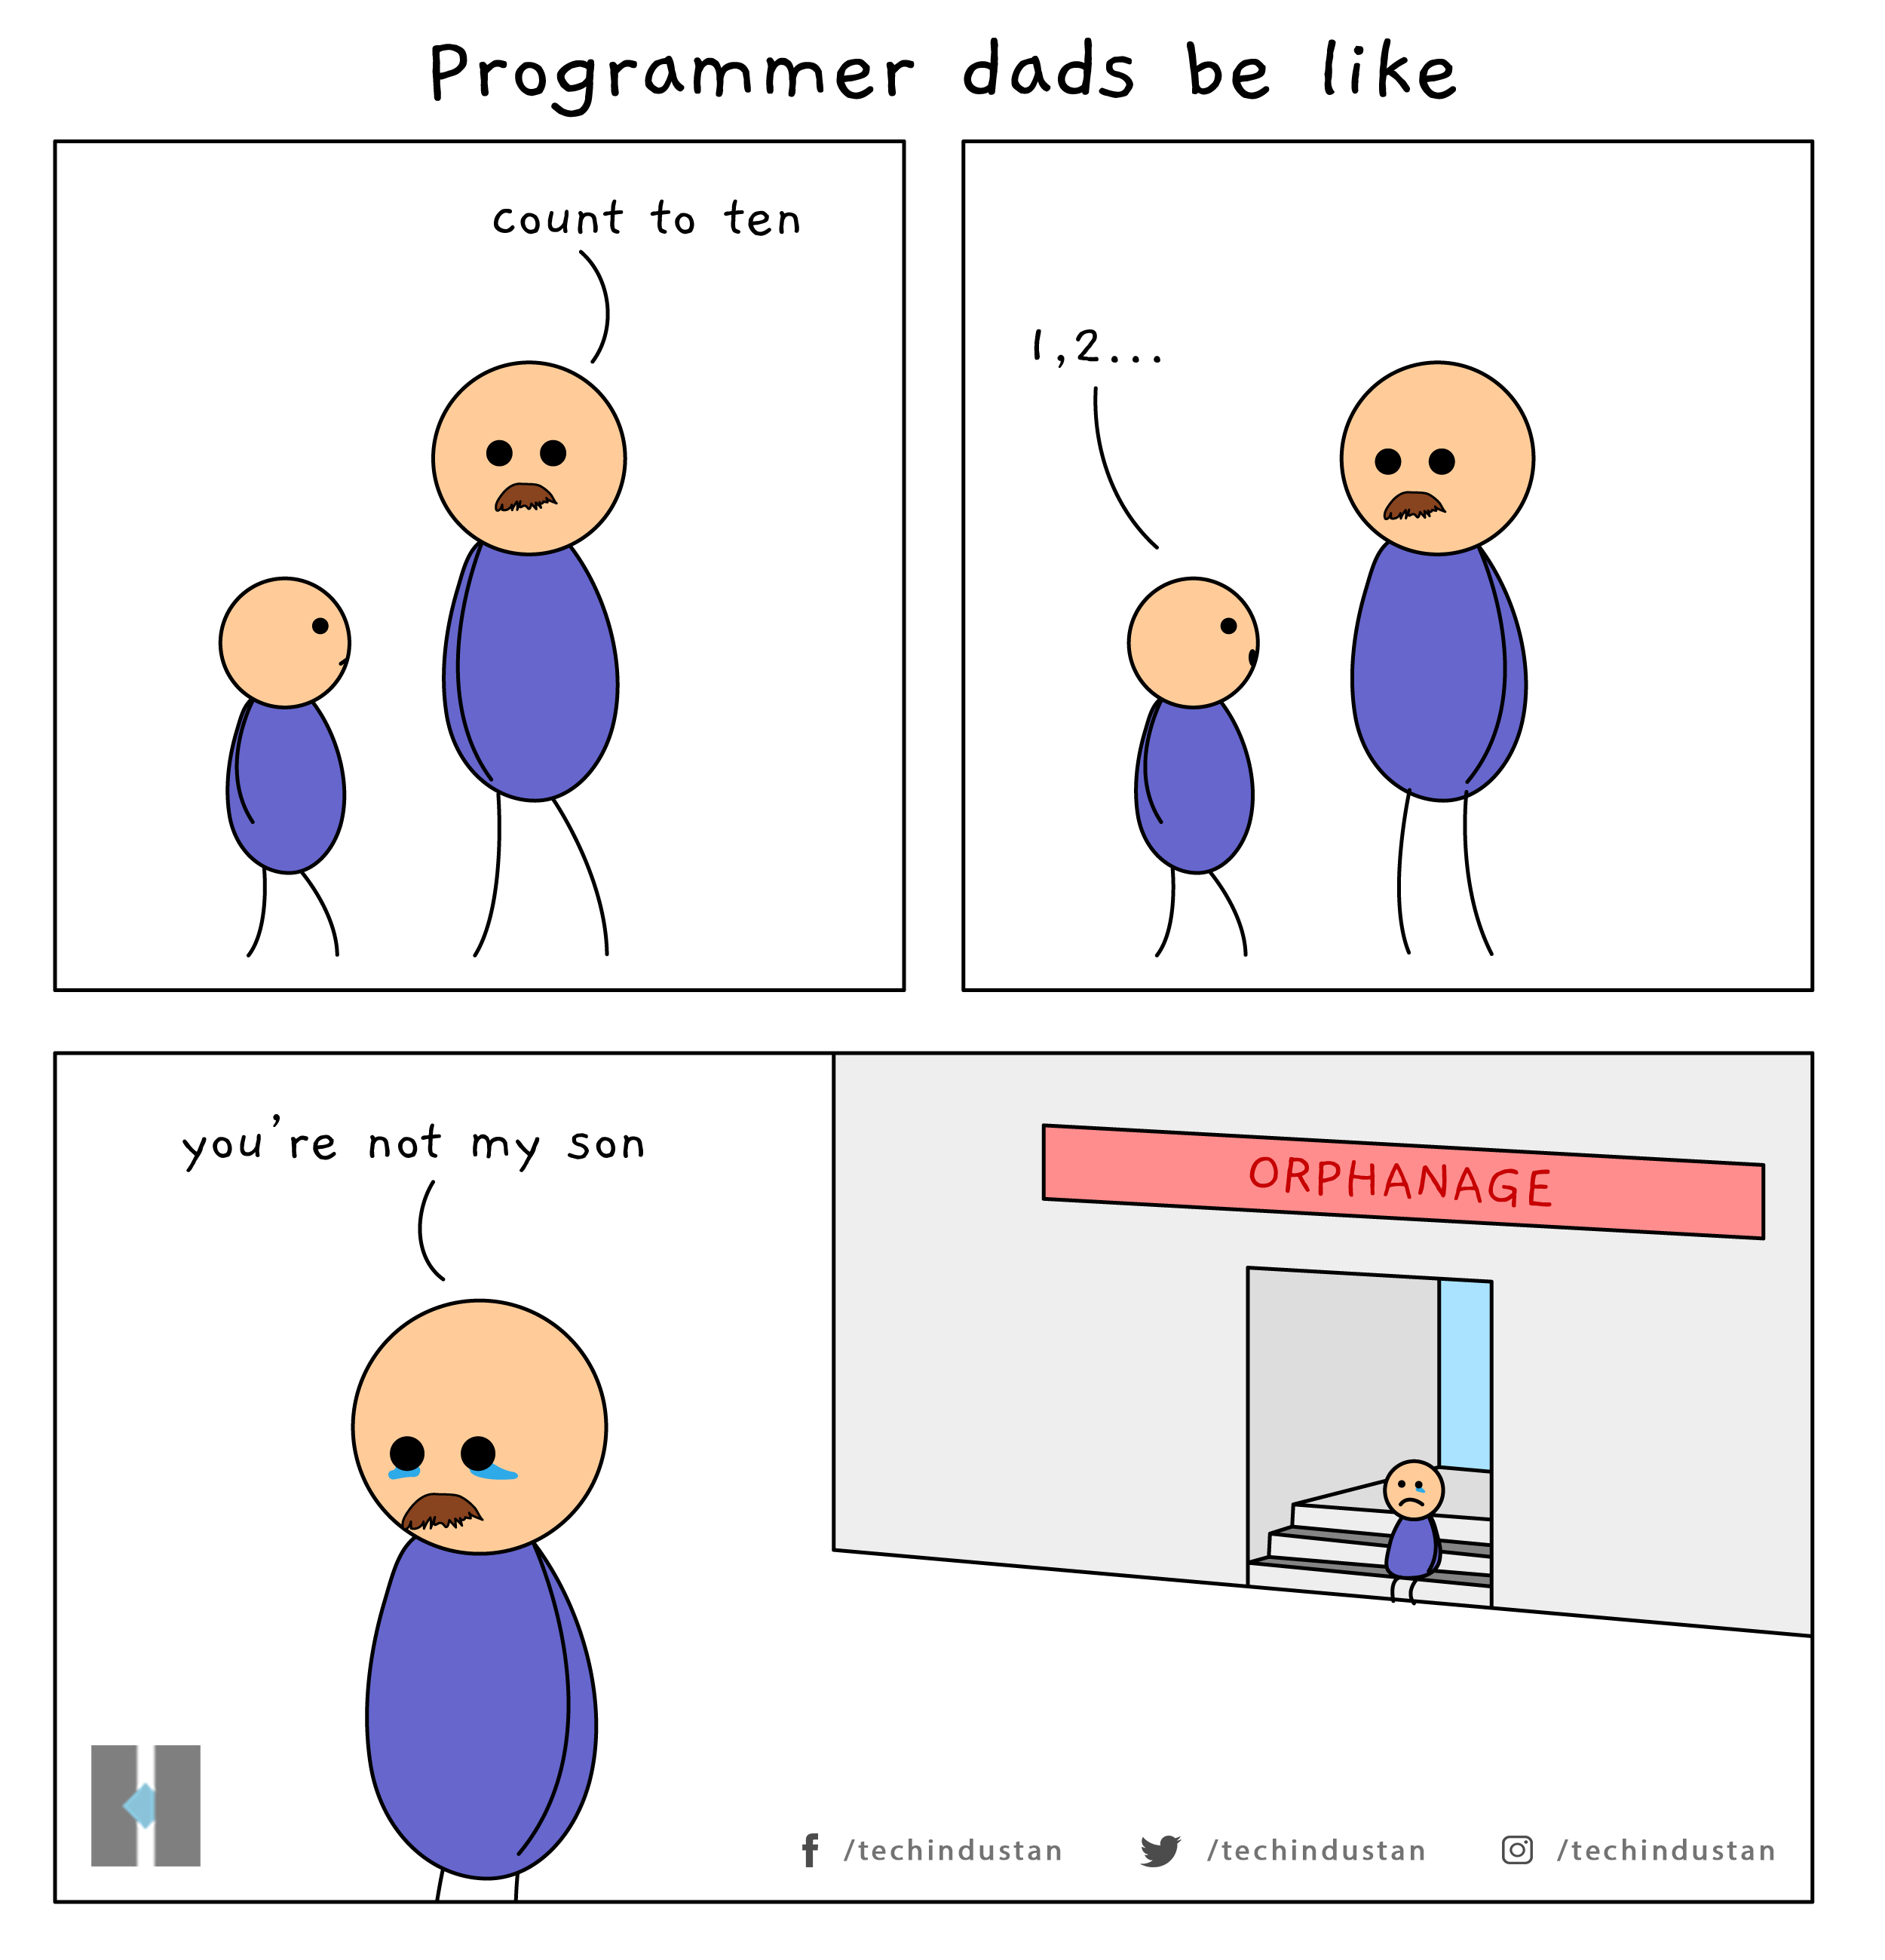 Programmer dads be like
count to ten
1,2...
you're not my son
ORPHANAGE
/techindustan
/techindustan
/techindustan